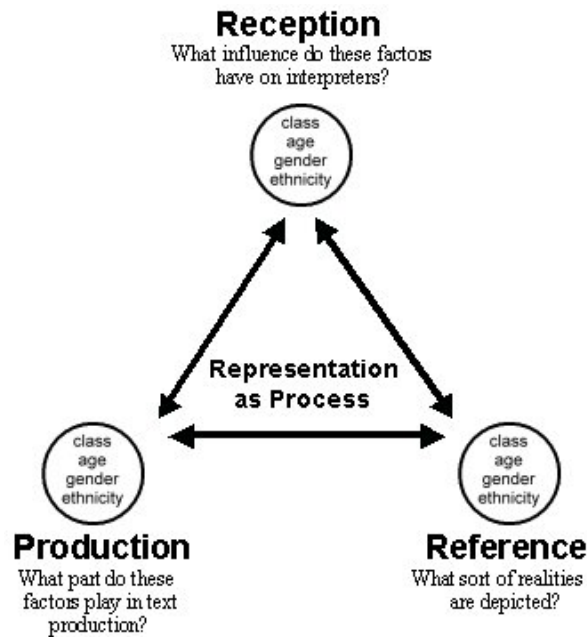 Reception
What influence do these factors
have on interpreters?
class
age
gender
ethnicity
Representation
as Process
class
age
gender
ethnicity
Production
What part do these
factors play in text
production?
class
age
gender
ethnicity
Reference
What sort of realities
are depicted?